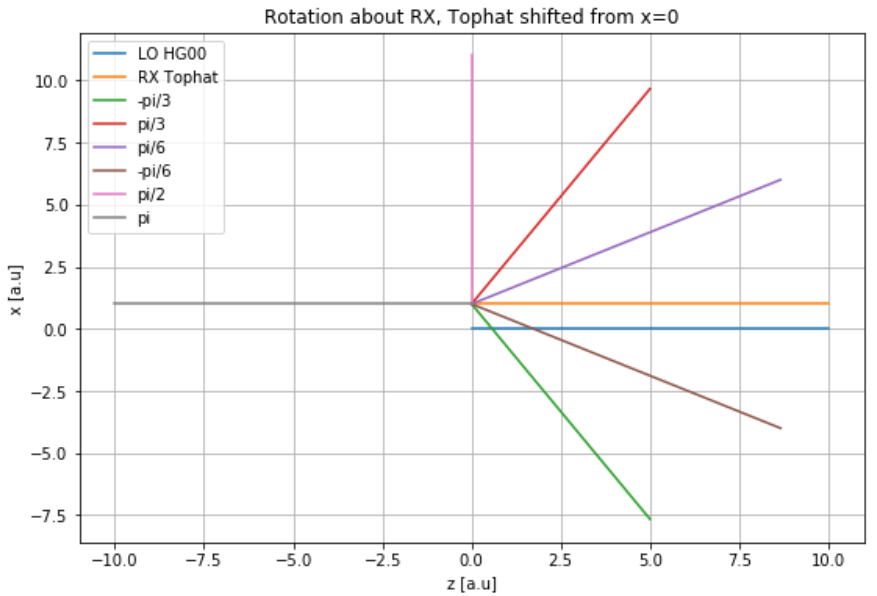 Rotation about RX, Tophat shifted from x=0
LO HG00
RX Tophat
-pi/3
pi/3
pi/6
-pi/6
pi/2
pi
10.0
7.5
5.0
2.5
0.0
−2.5
−5.0
−7.5
x [a.u]
−10.0 −7.5 −5.0 −2.5 0.0 2.5 5.0 7.5 10.0
z [a.u]